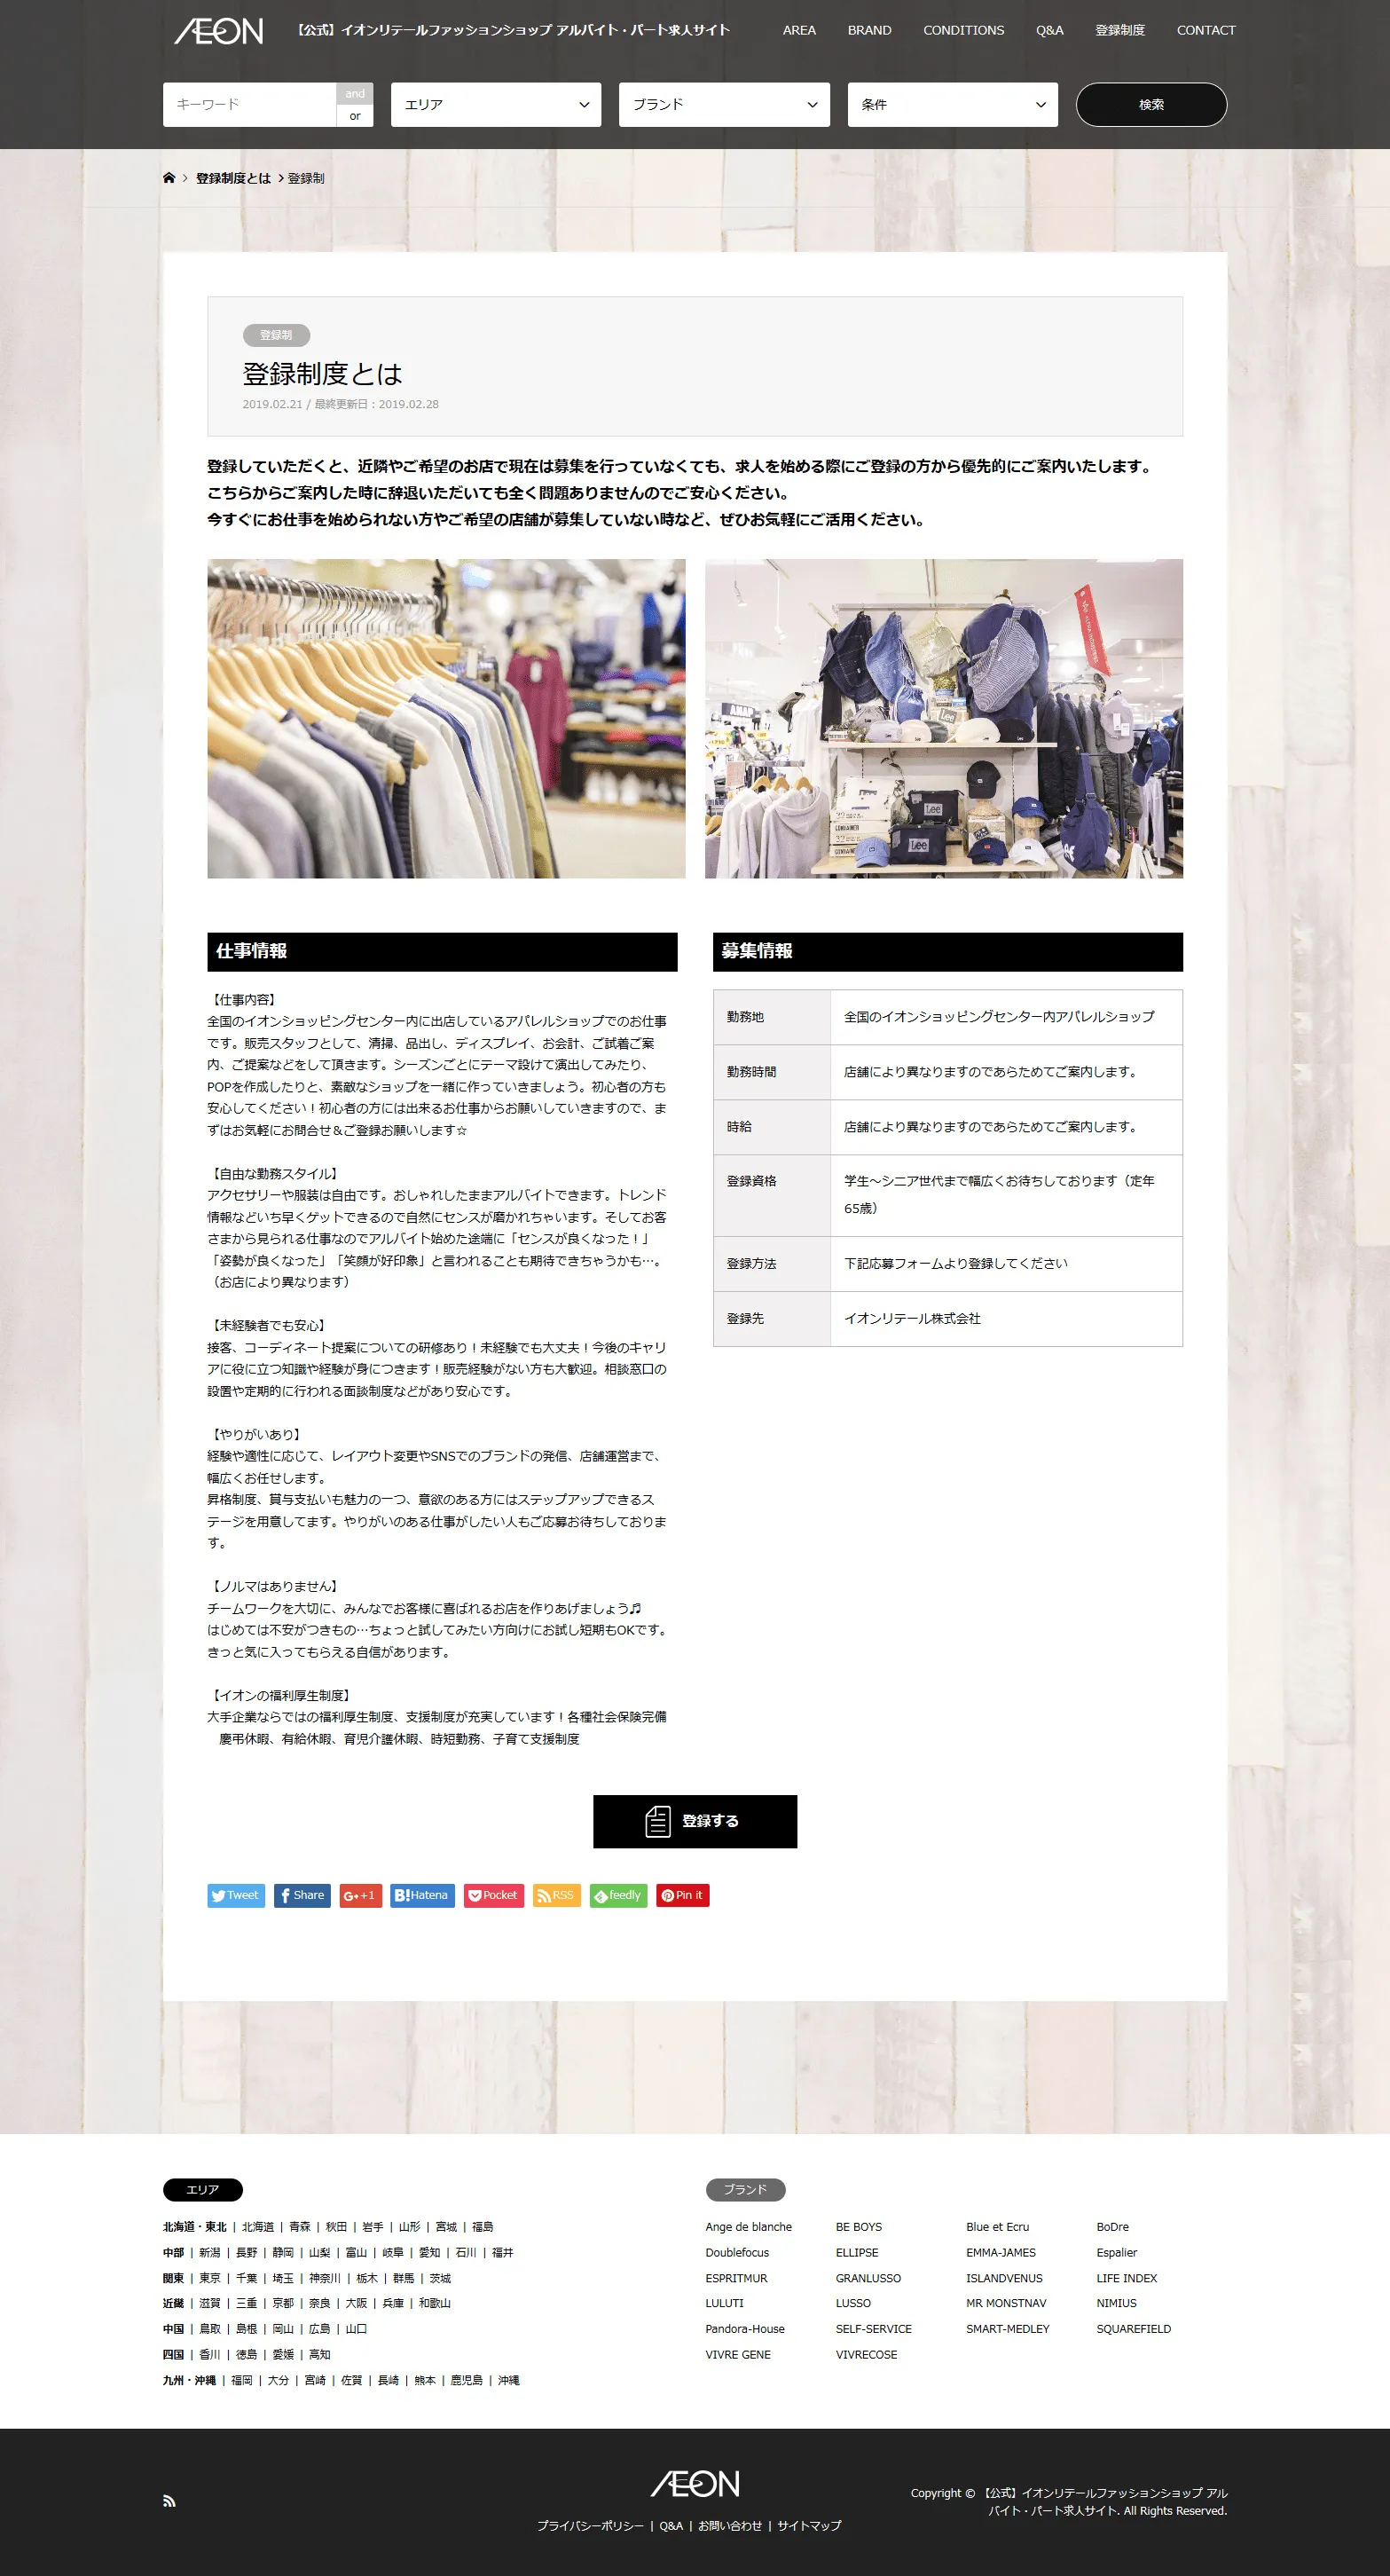 ÆON
【公式】イオンリテールファッションショップ アルバイト・パート求人サイト
AREA BRAND CONDITIONS Q&A 登録制度 CONTACT
キーワード and or エリア ブランド 条件 検索
登録制度とは 登録制
登録制
登録制度とは
2019.02.21 / 最終更新日：2019.02.28
登録していただくと、近隣やご希望のお店で現在は募集を行っていなくても、求人を始める際にご登録の方から優先的にご案内いたします。
こちらからご案内した時に辞退いただいても全く問題ありませんのでご安心ください。
今すぐにお仕事を始められない方やご希望の店舗が募集していない時など、ぜひお気軽にご活用ください。
Lee
Lee
Lee
Lee
仕事情報
【仕事内容】
全国のイオンショッピングセンター内に出店しているアパレルショップでのお仕事
です。販売スタッフとして、清掃、品出し、ディスプレイ、お会計、ご試着ご案
内、ご提案などをして頂きます。シーズンごとにテーマ設けて演出してみたり、
POPを作成したりと、素敵なショップを一緒に作っていきましょう。初心者の方も
安心してください！初心者の方には出来るお仕事からお願いしていきますので、ま
ずはお気軽にお問合せ＆ご登録お願いします☆
【自由な勤務スタイル】
アクセサリーや服装は自由です。おしゃれしたままアルバイトできます。トレンド
情報などいち早くゲットできるので自然にセンスが磨かれちゃいます。そしてお客
さまから見られる仕事なのでアルバイト始めた途端に「センスが良くなった！」
「姿勢が良くなった」「笑顔が好印象」と言われることも期待できちゃうかも…。
（お店により異なります）
【未経験者でも安心】
接客、コーディネート提案についての研修あり！未経験でも大丈夫！今後のキャリ
アに役に立つ知識や経験が身につきます！販売経験がない方も大歓迎。相談窓口の
設置や定期的に行われる面談制度などがあり安心です。
【やりがいあり】
経験や適性に応じて、レイアウト変更やSNSでのブランドの発信、店舗運営まで、
幅広くお任せします。
昇格制度、賞与支払いも魅力の一つ、意欲のある方にはステップアップできるス
テージを用意してます。やりがいのある仕事がしたい人もご応募お待ちしておりま
す。
【ノルマはありません】
チームワークを大切に、みんなでお客様に喜ばれるお店を作りあげましょう♬
はじめては不安がつきもの…ちょっと試してみたい方向けにお試し短期もOKです。
きっと気に入ってもらえる自信があります。
【イオンの福利厚生制度】
大手企業ならではの福利厚生制度、支援制度が充実しています！各種社会保険完備
慶弔休暇、有給休暇、育児介護休暇、時短勤務、子育て支援制度
募集情報
勤務地 全国のイオンショッピングセンター内アパレルショップ
勤務時間 店舗により異なりますのであらためてご案内します。
時給 店舗により異なりますのであらためてご案内します。
登録資格 学生～シニア世代まで幅広くお待ちしております（定年
65歳）
登録方法 下記応募フォームより登録してください
登録先 イオンリテール株式会社
登録する
Tweet Share G+ +1 B!Hatena Pocket RSS feedly Pin it
エリア
北海道・東北 | 北海道 | 青森 | 秋田 | 岩手 | 山形 | 宮城 | 福島
中部 | 新潟 | 長野 | 静岡 | 山梨 | 富山 | 岐阜 | 愛知 | 石川 | 福井
関東 | 東京 | 千葉 | 埼玉 | 神奈川 | 栃木 | 群馬 | 茨城
近畿 | 滋賀 | 三重 | 京都 | 奈良 | 大阪 | 兵庫 | 和歌山
中国 | 鳥取 | 島根 | 岡山 | 広島 | 山口
四国 | 香川 | 徳島 | 愛媛 | 高知
九州・沖縄 | 福岡 | 大分 | 宮崎 | 佐賀 | 長崎 | 熊本 | 鹿児島 | 沖縄
ブランド
Ange de blanche BE BOYS Blue et Ecru BoDre
Doublefocus ELLIPSE EMMA-JAMES Espalier
ESPRITMUR GRANLUSSO ISLANDVENUS LIFE INDEX
LULUTI LUSSO MR MONSTNAV NIMIUS
Pandora-House SELF-SERVICE SMART-MEDLEY SQUAREFIELD
VIVRE GENE VIVRECOSE
ÆON
プライバシーポリシー | Q&A | お問い合わせ | サイトマップ
Copyright © 【公式】イオンリテールファッションショップ アル
バイト・パート求人サイト. All Rights Reserved.